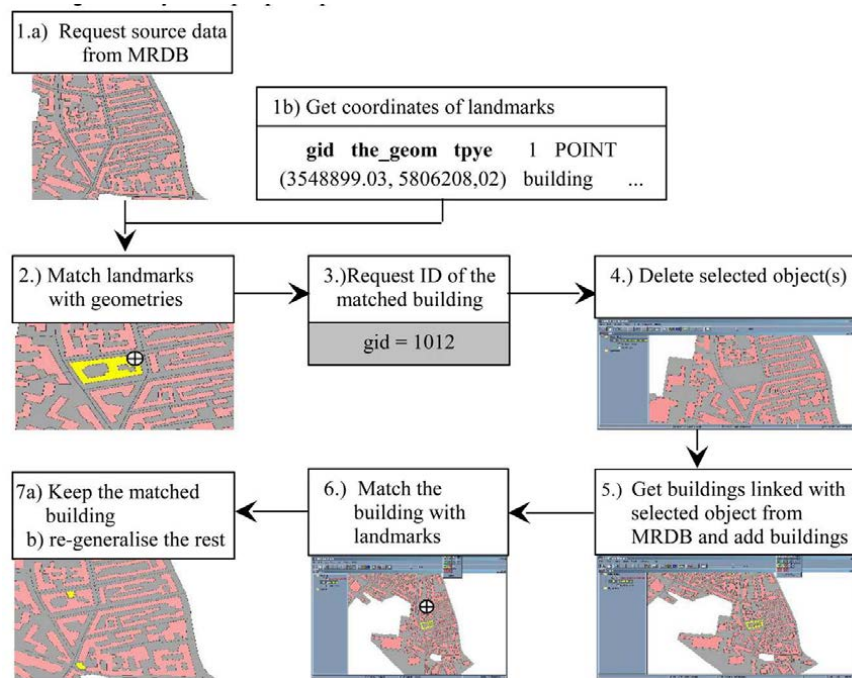 1.a) Request source data
from MRDB
1b) Get coordinates of landmarks
gid the_geom tpye 1 POINT
(3548899.03, 5806208,02) building ...
2.) Match landmarks
with geometries
3.)Request ID of the
matched building
gid = 1012
4.) Delete selected object(s)
7a) Keep the matched
building
b) re-generalise the rest
6.) Match the
building with
landmarks
5.) Get buildings linked with
selected object from
MRDB and add buildings